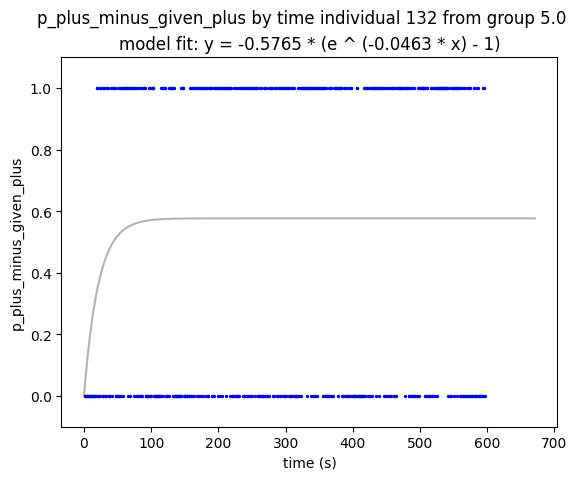 p_plus_minus_given_plus by time individual 132 from group 5.0
model fit: y = -0.5765 * (e ^ (-0.0463 * x) - 1)
p_plus_minus_given_plus
1.0
0.8
0.6
0.4
0.2
0.0
0 100 200 300 400 500 600 700
time (s)